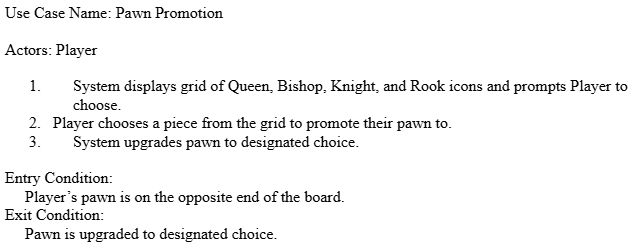 Use Case Name: Pawn Promotion
Actors: Player
1. System displays grid of Queen, Bishop, Knight, and Rook icons and prompts Player to
choose.
2. Player chooses a piece from the grid to promote their pawn to.
3. System upgrades pawn to designated choice.
Entry Condition:
Player’s pawn is on the opposite end of the board.
Exit Condition:
Pawn is upgraded to designated choice.